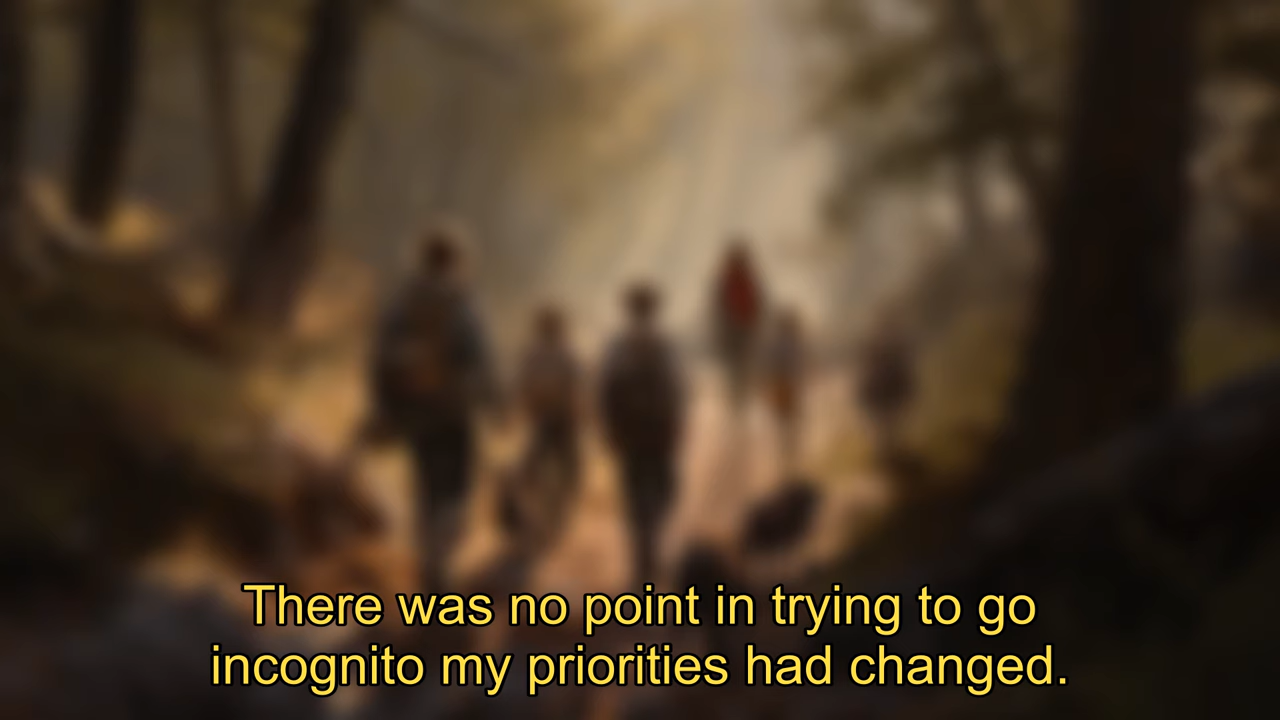 There was no point in trying to go
incognito my priorities had changed.